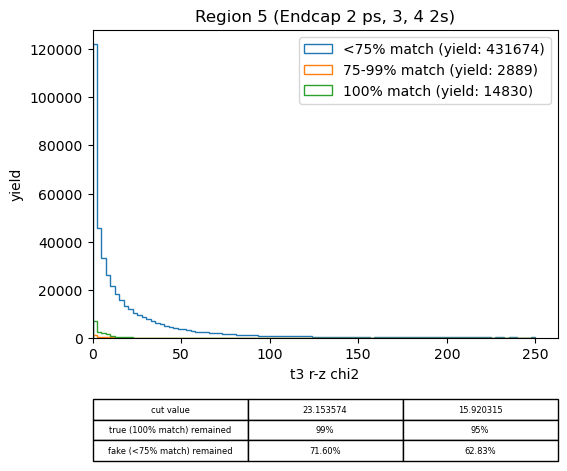 Region 5 (Endcap 2 ps, 3, 4 2s)
120000
100000
80000
60000
40000
20000
0
yield
<75% match (yield: 431674)
75-99% match (yield: 2889)
100% match (yield: 14830)
0 50 100 150 200 250
t3 r-z chi2
cut value 23.153574 15.920315
true (100% match) remained 99% 95%
fake (<75% match) remained 71.60% 62.83%